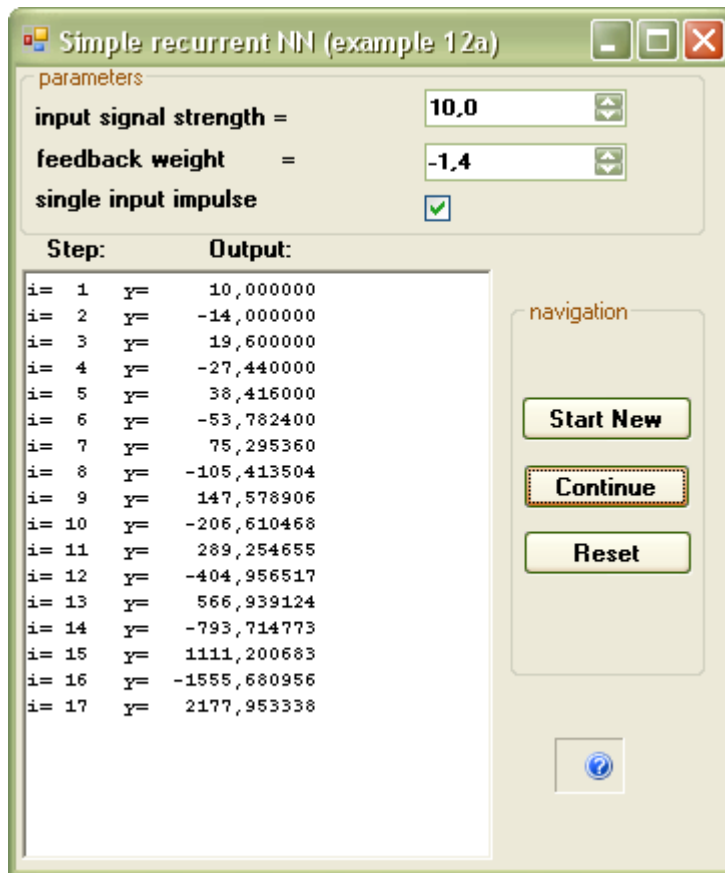 Simple recurrent NN (example 12a)
parameters
input signal strength = 10,0
feedback weight = -1,4
single input impulse
Step: Output:
i= 1 y= 10,000000
i= 2 y= -14,000000
i= 3 y= 19,600000
i= 4 y= -27,440000
i= 5 y= 38,416000
i= 6 y= -53,782400
i= 7 y= 75,295360
i= 8 y= -105,413504
i= 9 y= 147,578906
i= 10 y= -206,610468
i= 11 y= 289,254655
i= 12 y= -404,956517
i= 13 y= 566,939124
i= 14 y= -793,714773
i= 15 y= 1111,200683
i= 16 y= -1555,680956
i= 17 y= 2177,953338
navigation
Start New
Continue
Reset
?